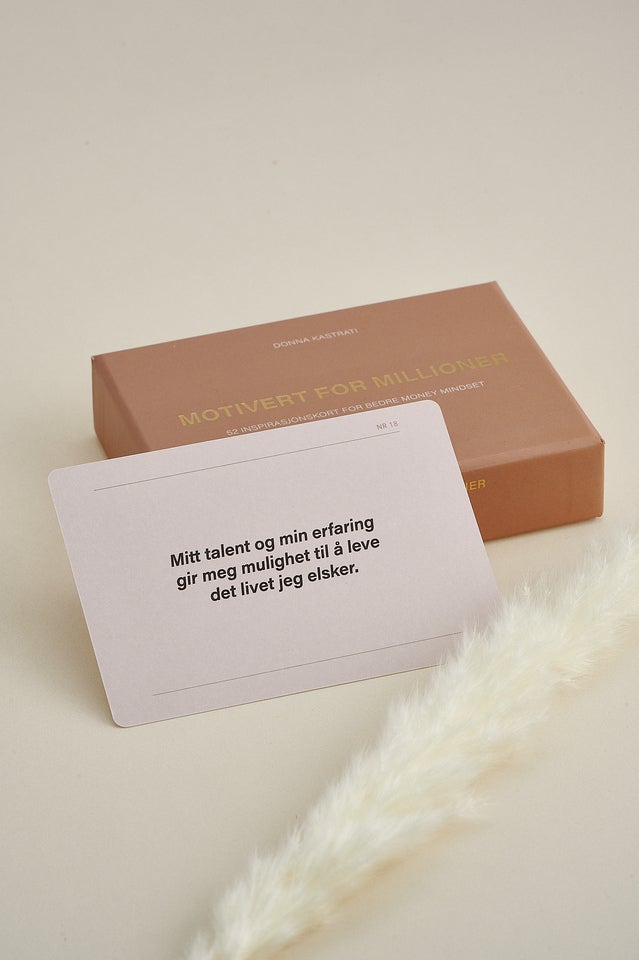 DONNA KASTRATI
MOTIVERT FOR MILLIONER
52 INSPIRASJONSKORT FOR BEDRE MONEY MINDSET
NR 18
Mitt talent og min erfaring
gir meg mulighet til å leve
det livet jeg elsker.